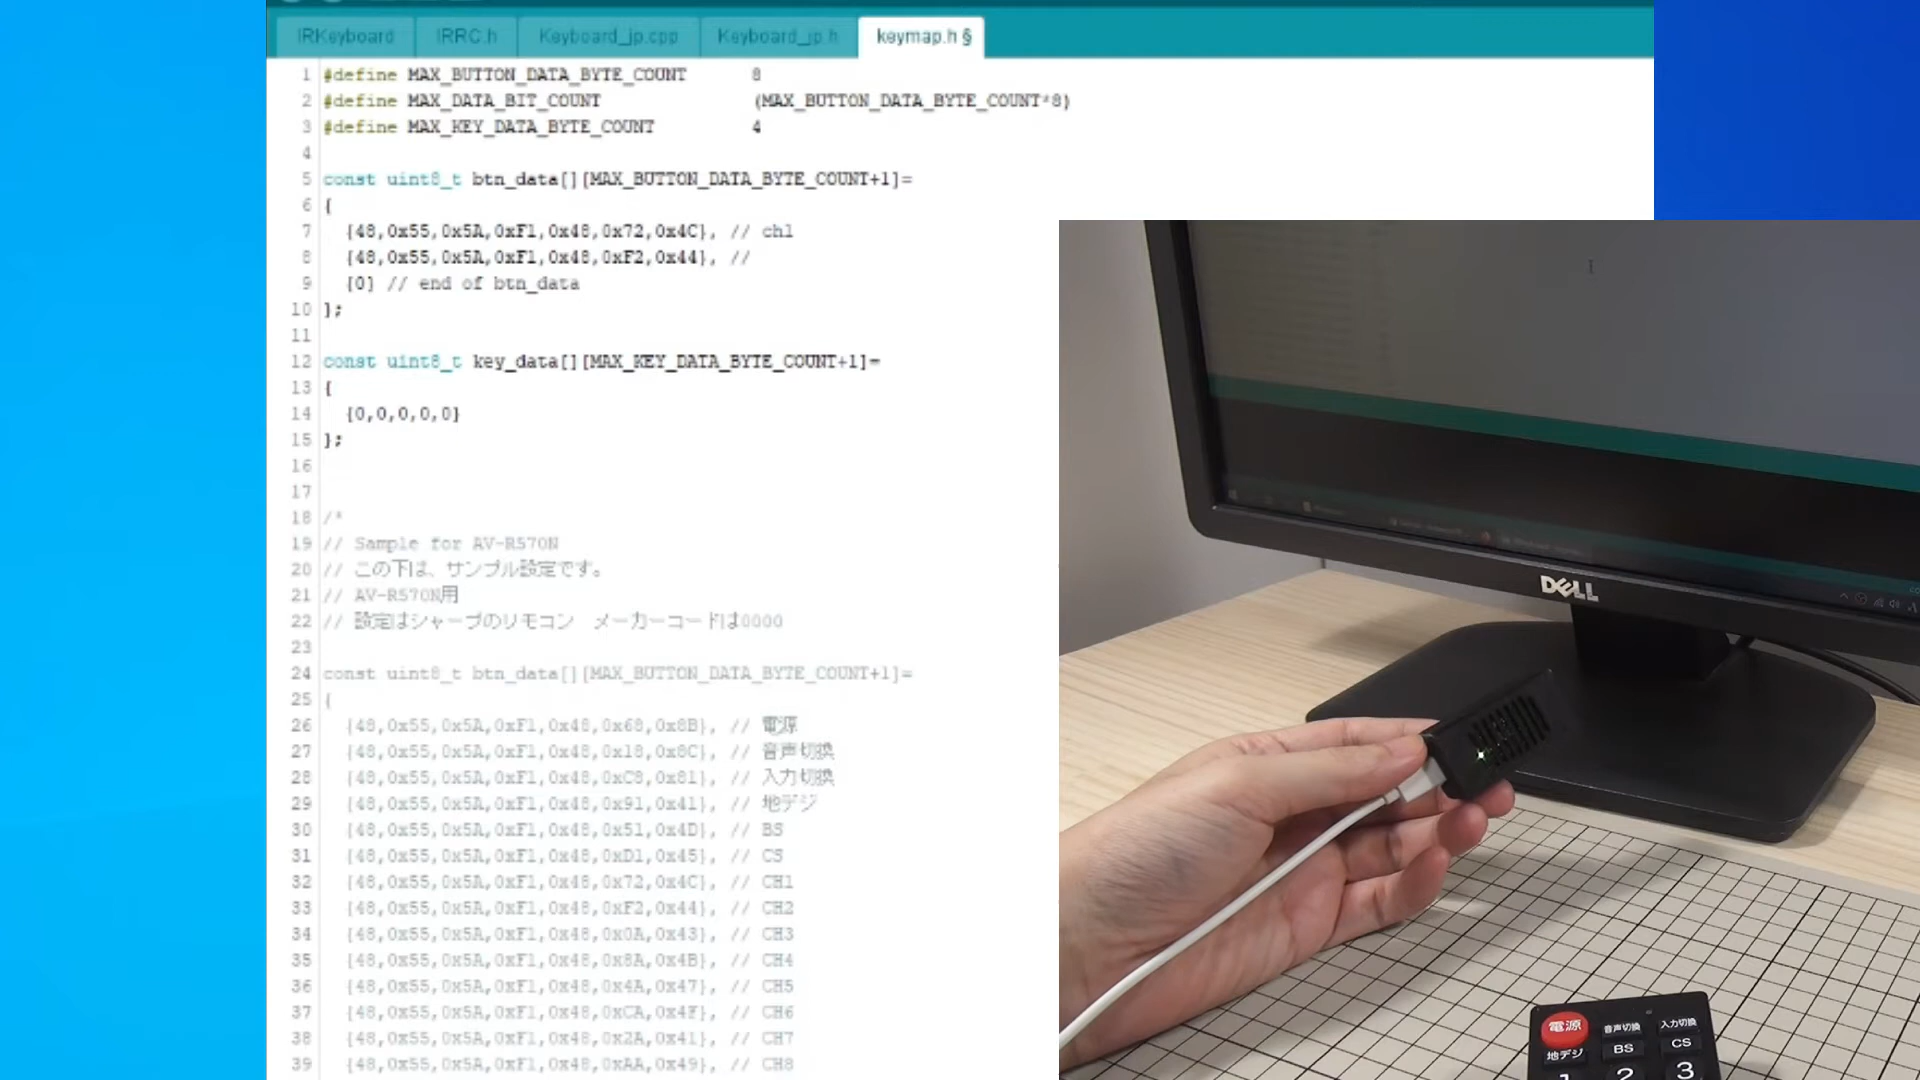 IRKeyboard IRRC.h Keyboard_jp.cpp Keyboard_jp.h keymap.h §
1 #define MAX_BUTTON_DATA_BYTE_COUNT 8
2 #define MAX_DATA_BIT_COUNT (MAX_BUTTON_DATA_BYTE_COUNT*8)
3 #define MAX_KEY_DATA_BYTE_COUNT 4
4
5 const uint8_t btn_data[][MAX_BUTTON_DATA_BYTE_COUNT+1]=
6 {
7 {48,0x55,0x5A,0xF1,0x48,0x72,0x4C}, // ch1
8 {48,0x55,0x5A,0xF1,0x48,0xF2,0x44}, //
9 {0} // end of btn_data
10 };
11
12 const uint8_t key_data[][MAX_KEY_DATA_BYTE_COUNT+1]=
13 {
14 {0,0,0,0,0}
15 };
16
17
18 /*
19 // Sample for AV-R570N
20 // この下は、サンプル設定です。
21 // AV-R570N用
22 // 設定はシャープのリモコン メーカーコードは0000
23
24 const uint8_t btn_data[][MAX_BUTTON_DATA_BYTE_COUNT+1]=
25 {
26 {48,0x55,0x5A,0xF1,0x48,0x68,0x8B}, // 電源
27 {48,0x55,0x5A,0xF1,0x48,0x18,0x8C}, // 音声切換
28 {48,0x55,0x5A,0xF1,0x48,0xC8,0x81}, // 入力切換
29 {48,0x55,0x5A,0xF1,0x48,0x91,0x41}, // 地デジ
30 {48,0x55,0x5A,0xF1,0x48,0x51,0x4D}, // BS
31 {48,0x55,0x5A,0xF1,0x48,0xD1,0x45}, // CS
32 {48,0x55,0x5A,0xF1,0x48,0x72,0x4C}, // CH1
33 {48,0x55,0x5A,0xF1,0x48,0xF2,0x44}, // CH2
34 {48,0x55,0x5A,0xF1,0x48,0x0A,0x43}, // CH3
35 {48,0x55,0x5A,0xF1,0x48,0x8A,0x4B}, // CH4
36 {48,0x55,0x5A,0xF1,0x48,0x4A,0x47}, // CH5
37 {48,0x55,0x5A,0xF1,0x48,0xCA,0x4F}, // CH6
38 {48,0x55,0x5A,0xF1,0x48,0x2A,0x41}, // CH7
39 {48,0x55,0x5A,0xF1,0x48,0xAA,0x49}, // CH8
DELL
電源 音声切換 入力切換
地デジ BS CS
1 2 3